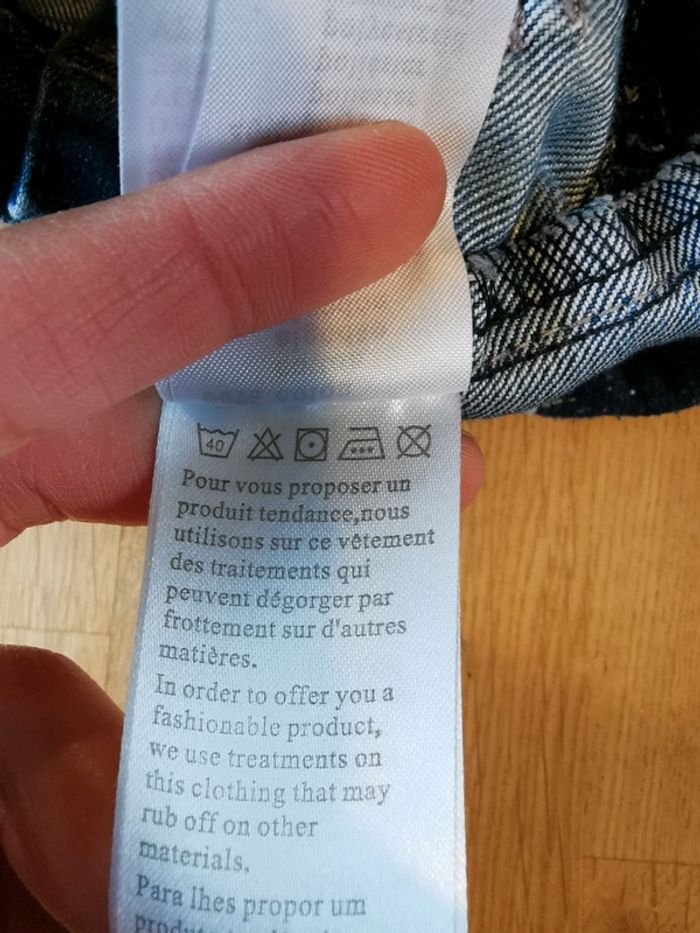 40
Pour vous proposer un
produit tendance,nous
utilisons sur ce vêtement
des traitements qui
peuvent dégorger par
frottement sur d'autres
matières.
In order to offer you a
fashionable product,
we use treatments on
this clothing that may
rub off on other
materials.
Para lhes propor um